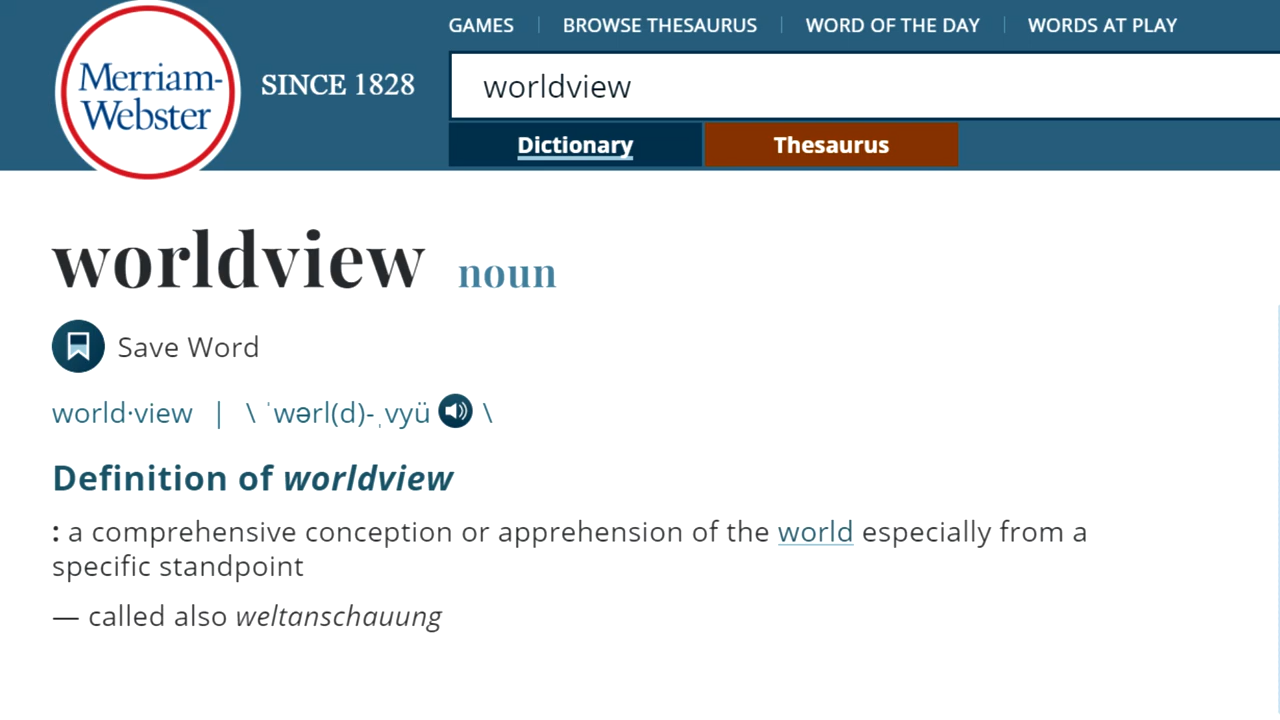 GAMES | BROWSE THESAURUS | WORD OF THE DAY | WORDS AT PLAY
Merriam-
Webster
SINCE 1828
worldview
Dictionary Thesaurus
worldview noun
Save Word
world·view | \ ˈwərl(d)-ˌvyü \
Definition of worldview
: a comprehensive conception or apprehension of the world especially from a
specific standpoint
— called also weltanschauung